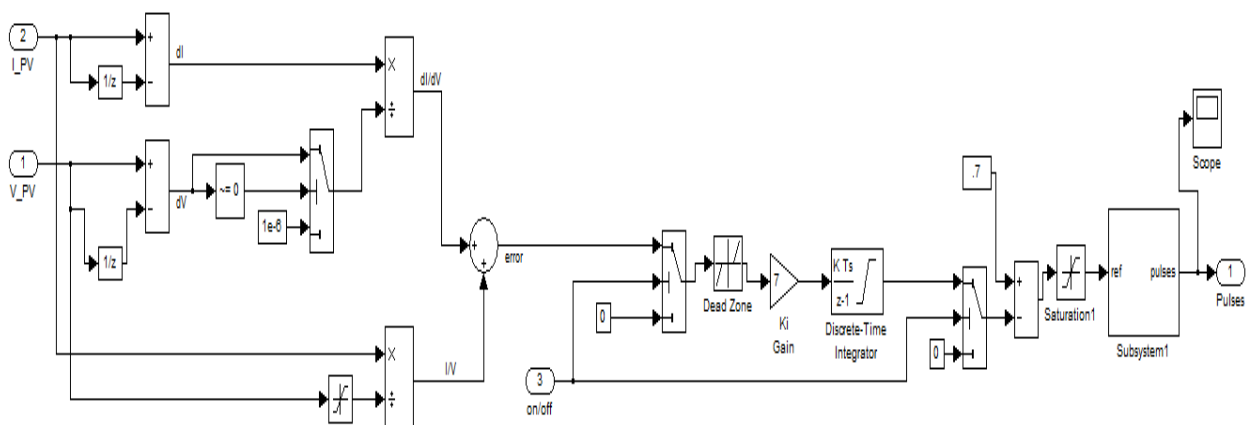 2
I_PV
+
−
1/z
dI
×
÷
dI/dV
1
V_PV
+
−
1/z
dV
~= 0
1e-6
+
+
error
×
÷
I/V
0
3
on/off
Dead Zone
7
Ki
Gain
K Ts
z-1
Discrete-Time
Integrator
0
.7
+
−
Saturation1
ref
pulses
Subsystem1
Scope
1
Pulses